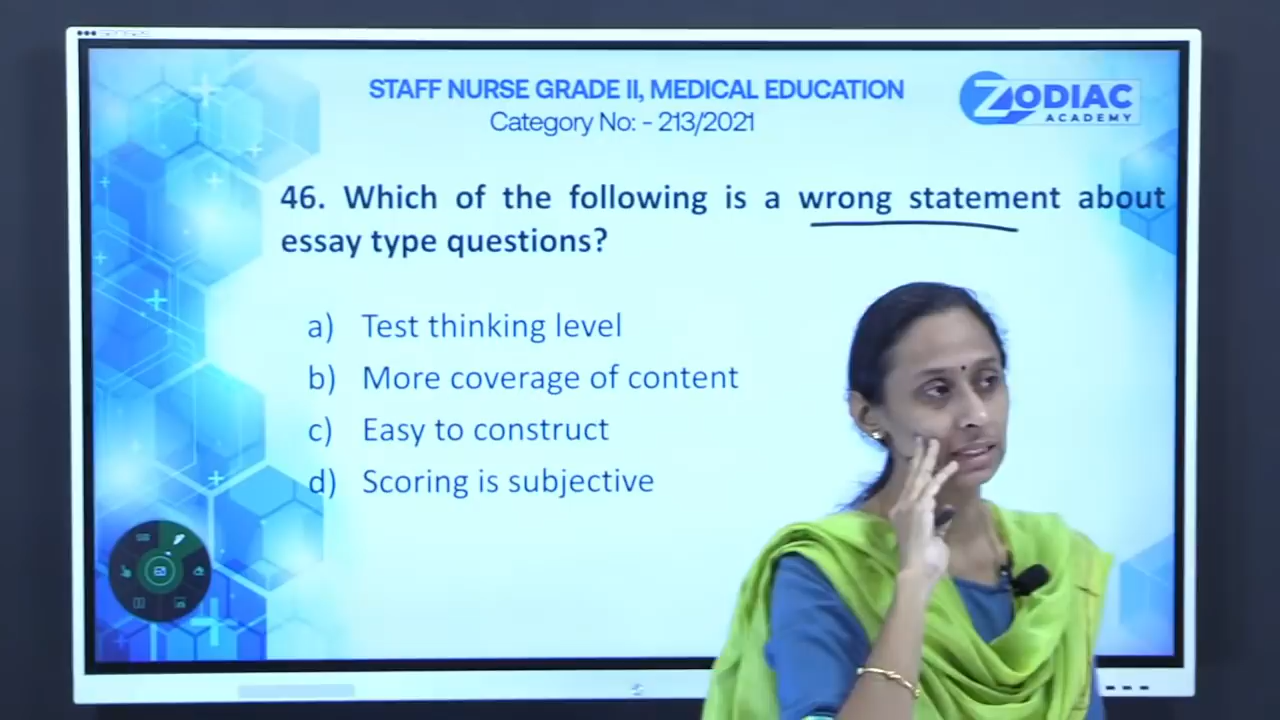 STAFF NURSE GRADE II, MEDICAL EDUCATION
Category No: - 213/2021
ZODIAC
ACADEMY
46. Which of the following is a wrong statement about
essay type questions?
a) Test thinking level
b) More coverage of content
c) Easy to construct
d) Scoring is subjective